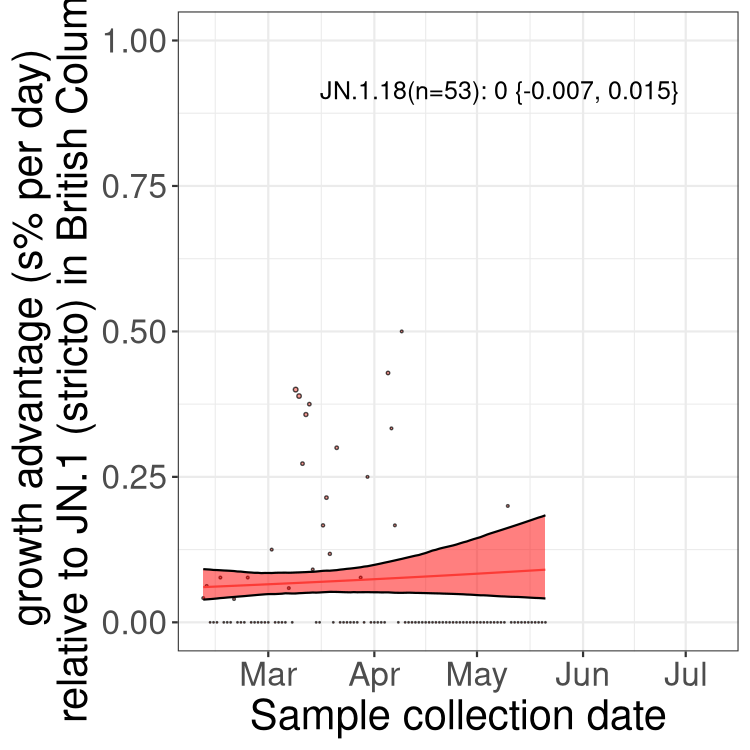 growth advantage (s% per day)
relative to JN.1 (stricto) in British Colum
1.00
0.75
0.50
0.25
0.00
JN.1.18(n=53): 0 {-0.007, 0.015}
Mar Apr May Jun Jul
Sample collection date